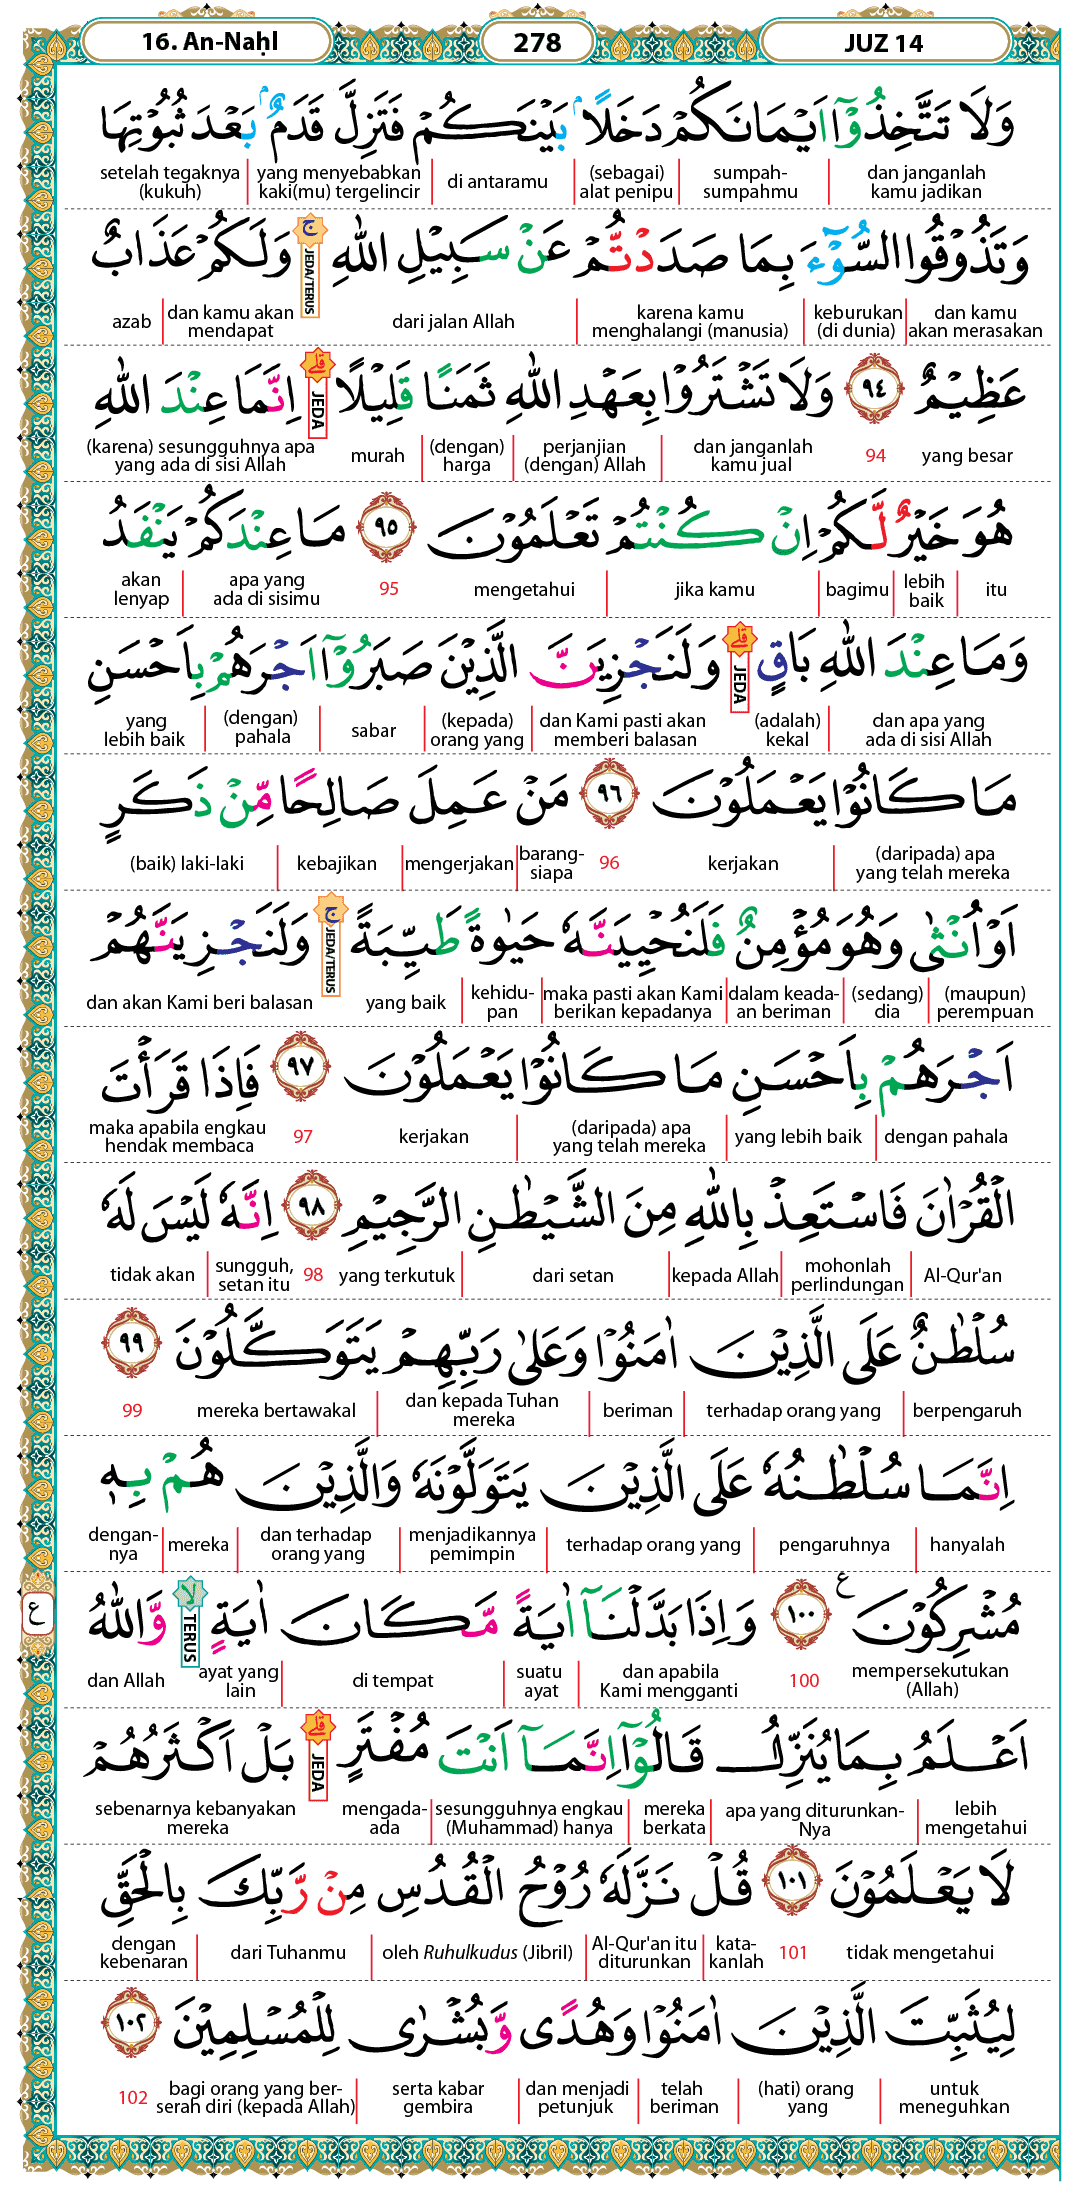 16. An-Naḥl 278 JUZ 14
وَلَا تَتَّخِذُوْٓا اَيْمَانَكُمْ دَخَلًاۢ بَيْنَكُمْ فَتَزِلَّ قَدَمٌۢ بَعْدَ ثُبُوْتِهَا
dan janganlah kamu jadikan | sumpah-sumpahmu | (sebagai) alat penipu | di antaramu | yang menyebabkan kaki(mu) tergelincir | setelah tegaknya (kukuh)
وَتَذُوْقُوا السُّوْۤءَ بِمَا صَدَدْتُّمْ عَنْ سَبِيْلِ اللّٰهِ ۚ JEDA/TERUS وَلَكُمْ عَذَابٌ
dan kamu akan merasakan | keburukan (di dunia) | karena kamu menghalangi (manusia) | dari jalan Allah | dan kamu akan mendapat | azab
عَظِيْمٌ ٩٤ وَلَا تَشْتَرُوْا بِعَهْدِ اللّٰهِ ثَمَنًا قَلِيْلًا ۗ JEDA اِنَّمَا عِنْدَ اللّٰهِ
yang besar 94 dan janganlah kamu jual | perjanjian (dengan) Allah | (dengan) harga | murah (karena) sesungguhnya apa yang ada di sisi Allah
هُوَ خَيْرٌ لَّكُمْ اِنْ كُنْتُمْ تَعْلَمُوْنَ ٩٥ مَا عِنْدَكُمْ يَنْفَدُ
itu | lebih baik | bagimu | jika kamu | mengetahui 95 apa yang ada di sisimu | akan lenyap
وَمَا عِنْدَ اللّٰهِ بَاقٍ ۗ JEDA وَلَنَجْزِيَنَّ الَّذِيْنَ صَبَرُوْٓا اَجْرَهُمْ بِاَحْسَنِ
dan apa yang ada di sisi Allah | (adalah) kekal dan Kami pasti akan memberi balasan | (kepada) orang yang | sabar | (dengan) pahala | yang lebih baik
مَا كَانُوْا يَعْمَلُوْنَ ٩٦ مَنْ عَمِلَ صَالِحًا مِّنْ ذَكَرٍ
(daripada) apa yang telah mereka | kerjakan 96 barang-siapa | mengerjakan | kebajikan | (baik) laki-laki
اَوْ اُنْثٰى وَهُوَ مُؤْمِنٌ فَلَنُحْيِيَنَّهٗ حَيٰوةً طَيِّبَةً ۚ JEDA/TERUS وَلَنَجْزِيَنَّهُمْ
(maupun) perempuan | (sedang) dia | dalam keada-an beriman | maka pasti akan Kami berikan kepadanya | kehidu-pan | yang baik dan akan Kami beri balasan
اَجْرَهُمْ بِاَحْسَنِ مَا كَانُوْا يَعْمَلُوْنَ ٩٧ فَاِذَا قَرَأْتَ
dengan pahala | yang lebih baik | (daripada) apa yang telah mereka | kerjakan 97 maka apabila engkau hendak membaca
الْقُرْاٰنَ فَاسْتَعِذْ بِاللّٰهِ مِنَ الشَّيْطٰنِ الرَّجِيْمِ ٩٨ اِنَّهٗ لَيْسَ لَهٗ
Al-Qur'an | mohonlah perlindungan | kepada Allah | dari setan | yang terkutuk 98 sungguh, setan itu | tidak akan
سُلْطٰنٌ عَلَى الَّذِيْنَ اٰمَنُوْا وَعَلٰى رَبِّهِمْ يَتَوَكَّلُوْنَ ٩٩
berpengaruh | terhadap orang yang | beriman | dan kepada Tuhan mereka | mereka bertawakal 99
اِنَّمَا سُلْطٰنُهٗ عَلَى الَّذِيْنَ يَتَوَلَّوْنَهٗ وَالَّذِيْنَ هُمْ بِهٖ
hanyalah | pengaruhnya | terhadap orang yang | menjadikannya pemimpin | dan terhadap orang yang | mereka | dengan-nya
مُشْرِكُوْنَ ع ١٠٠ وَاِذَا بَدَّلْنَآ اٰيَةً مَّكَانَ اٰيَةٍ ۙ TERUS وَّاللّٰهُ ع
mempersekutukan (Allah) 100 dan apabila Kami mengganti | suatu ayat | di tempat | ayat yang lain dan Allah
اَعْلَمُ بِمَا يُنَزِّلُ قَالُوْٓا اِنَّمَآ اَنْتَ مُفْتَرٍ ۗ JEDA بَلْ اَكْثَرُهُمْ
lebih mengetahui | apa yang diturunkan-Nya | mereka berkata | sesungguhnya engkau (Muhammad) hanya | mengada-ada sebenarnya kebanyakan mereka
لَا يَعْلَمُوْنَ ١٠١ قُلْ نَزَّلَهٗ رُوْحُ الْقُدُسِ مِنْ رَّبِّكَ بِالْحَقِّ
tidak mengetahui 101 kata-kanlah | Al-Qur'an itu diturunkan | oleh Ruhulkudus (Jibril) | dari Tuhanmu | dengan kebenaran
لِيُثَبِّتَ الَّذِيْنَ اٰمَنُوْا وَهُدًى وَّبُشْرٰى لِلْمُسْلِمِيْنَ ١٠٢
untuk meneguhkan | (hati) orang yang | telah beriman | dan menjadi petunjuk | serta kabar gembira | bagi orang yang ber-serah diri (kepada Allah) 102